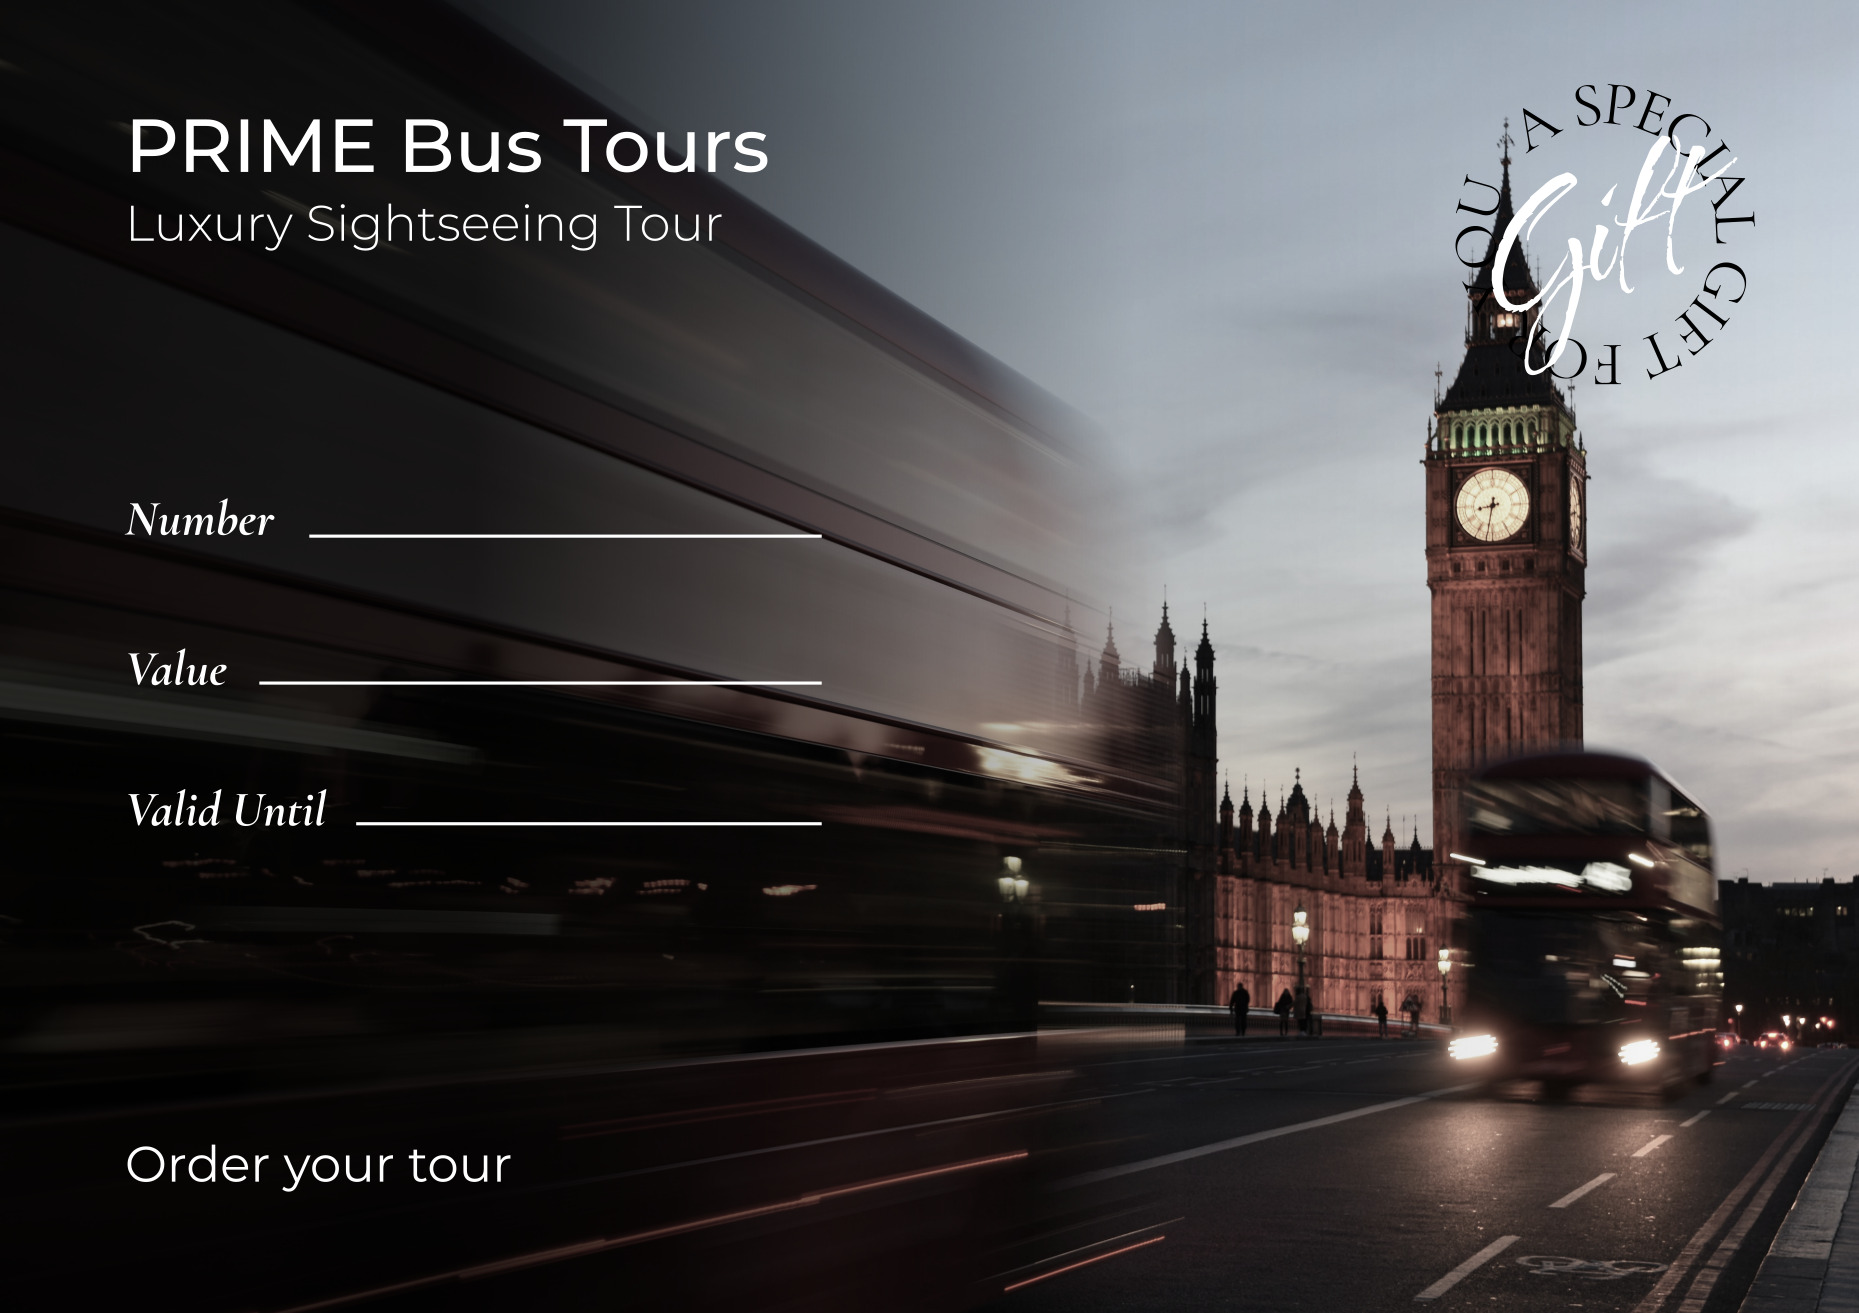 PRIME Bus Tours
Luxury Sightseeing Tour
A SPECIAL GIFT FOR YOU
Gift
Number
Value
Valid Until
Order your tour